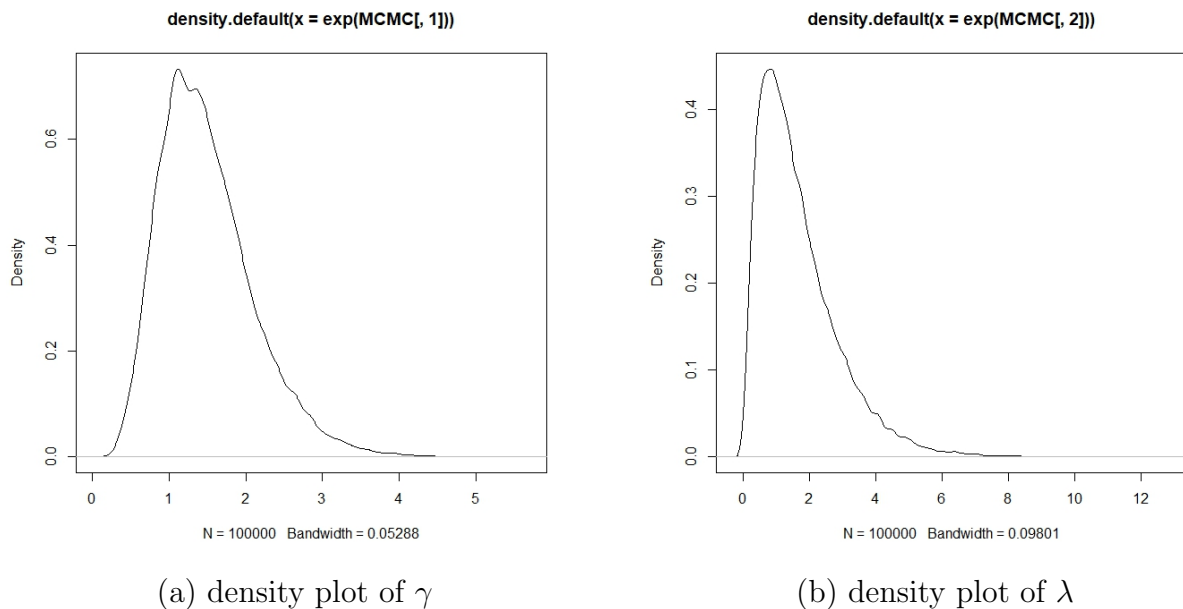 density.default(x = exp(MCMC[, 1]))
Density
0.0
0.2
0.4
0.6
0 1 2 3 4 5
N = 100000 Bandwidth = 0.05288
(a) density plot of γ
density.default(x = exp(MCMC[, 2]))
Density
0.0
0.1
0.2
0.3
0.4
0 2 4 6 8 10 12
N = 100000 Bandwidth = 0.09801
(b) density plot of λ